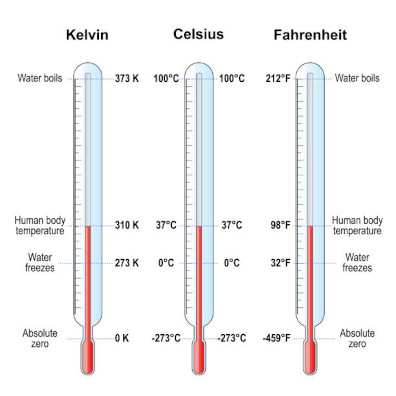 Kelvin Celsius Fahrenheit
Water boils 373 K 100°C 100°C 212°F Water boils
Human body temperature 310 K 37°C 37°C 98°F Human body temperature
Water freezes 273 K 0°C 0°C 32°F Water freezes
Absolute zero 0 K -273°C -273°C -459°F Absolute zero